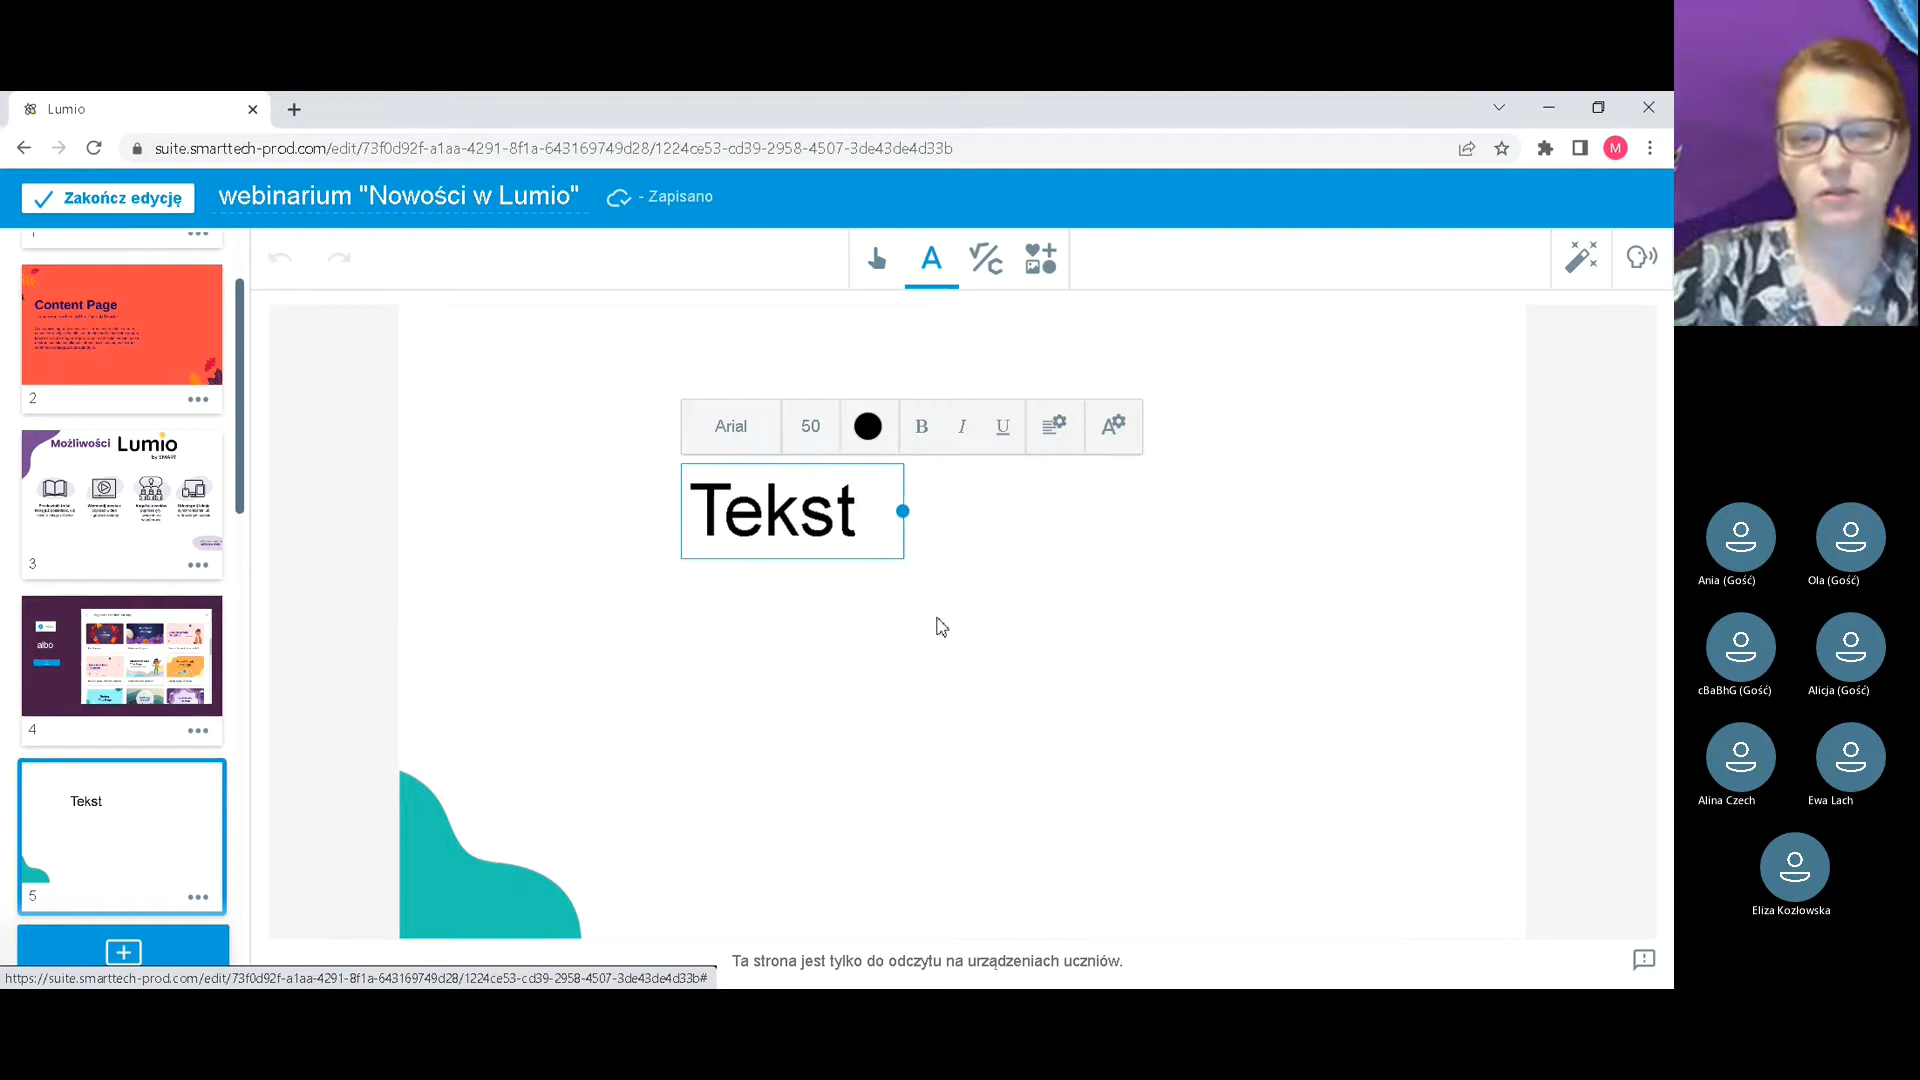 Lumio
suite.smarttech-prod.com/edit/73f0d92f-a1aa-4291-8f1a-643169749d28/1224ce53-cd39-2958-4507-3de43de4d33b
M
Zakończ edycję
webinarium "Nowości w Lumio"
- Zapisano
Content Page
2
Możliwości Lumio
by SMART
3
albo
4
Tekst
5
A
Arial
50
B
I
U
Tekst
Ta strona jest tylko do odczytu na urządzeniach uczniów.
https://suite.smarttech-prod.com/edit/73f0d92f-a1aa-4291-8f1a-643169749d28/1224ce53-cd39-2958-4507-3de43de4d33b#
Ania (Gość)
Ola (Gość)
cBaBhG (Gość)
Alicja (Gość)
Alina Czech
Ewa Lach
Eliza Kozłowska